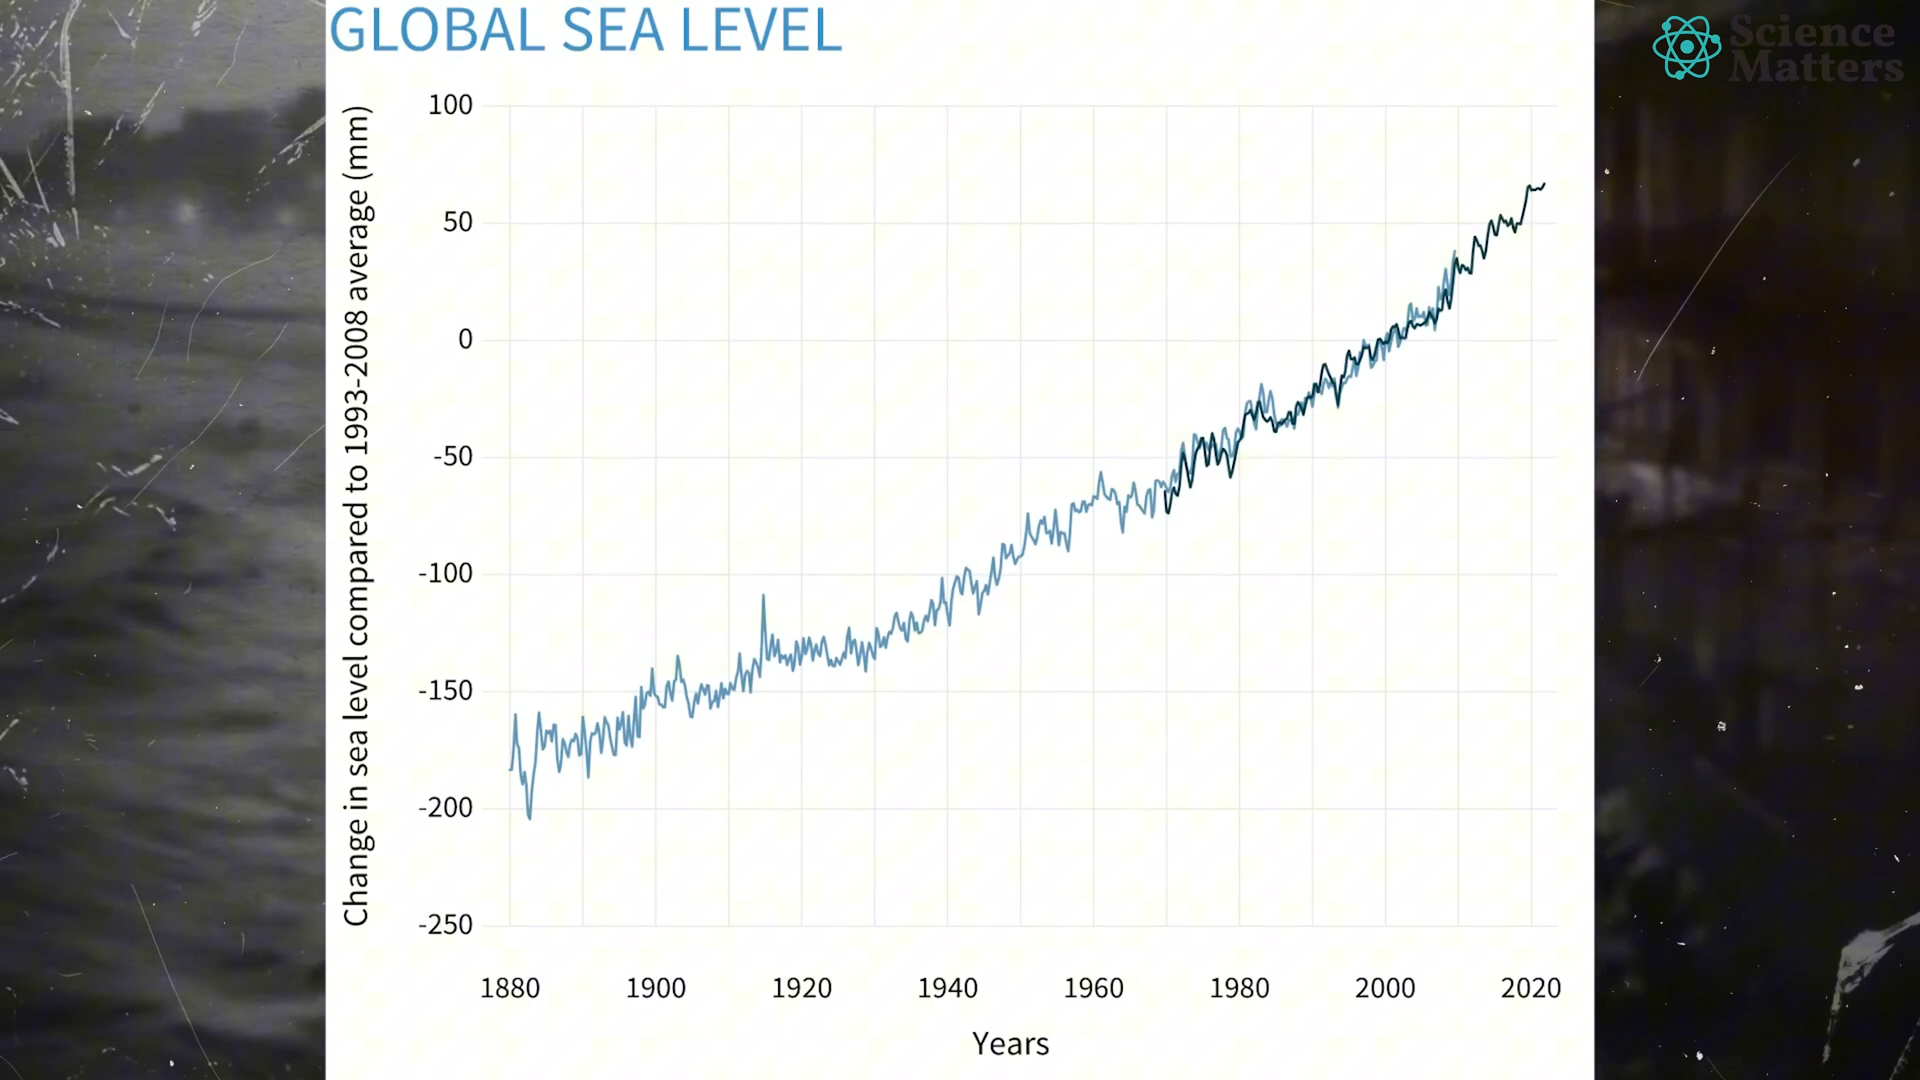 GLOBAL SEA LEVEL
Science
Matters
Change in sea level compared to 1993-2008 average (mm)
100
50
0
-50
-100
-150
-200
-250
1880 1900 1920 1940 1960 1980 2000 2020
Years